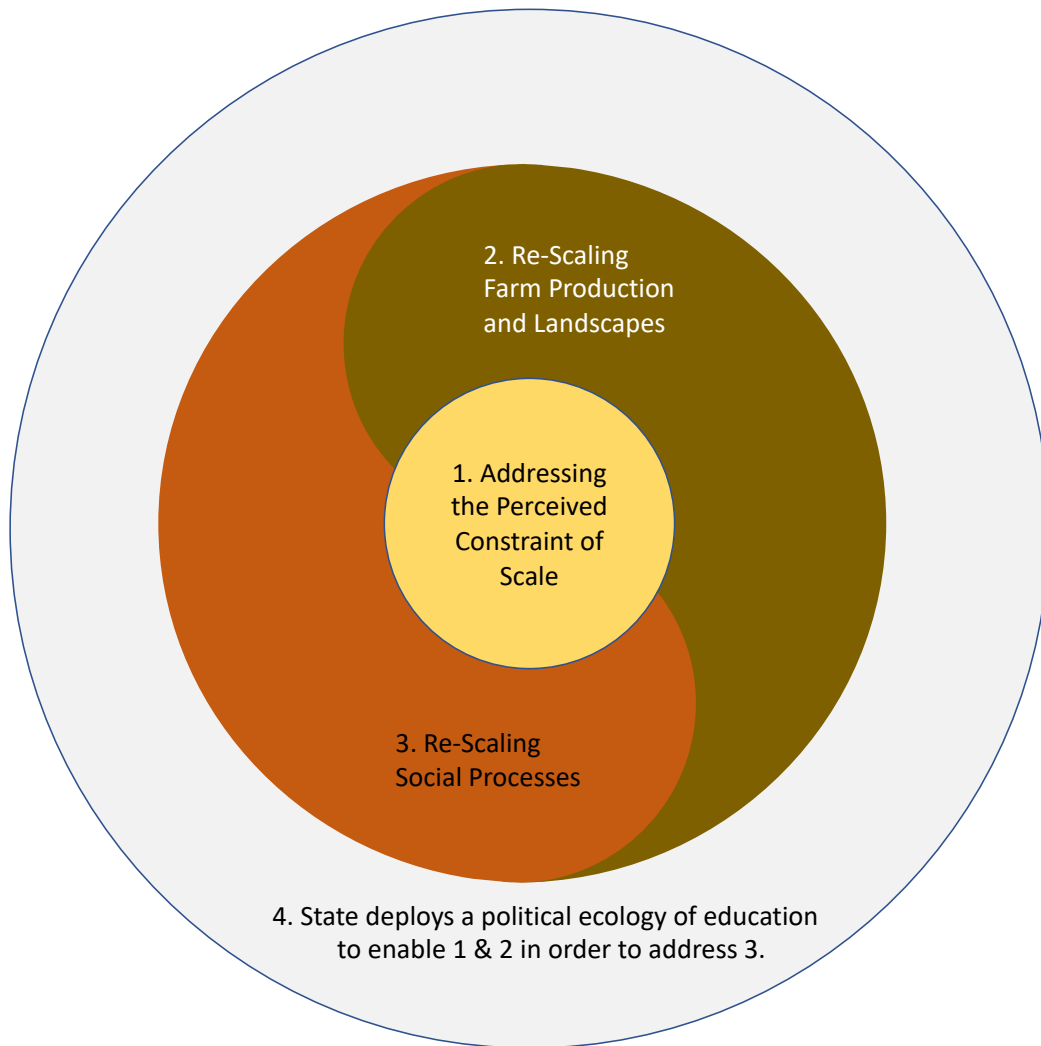 2. Re-Scaling
Farm Production
and Landscapes
1. Addressing
the Perceived
Constraint of
Scale
3. Re-Scaling
Social Processes
4. State deploys a political ecology of education
to enable 1 & 2 in order to address 3.